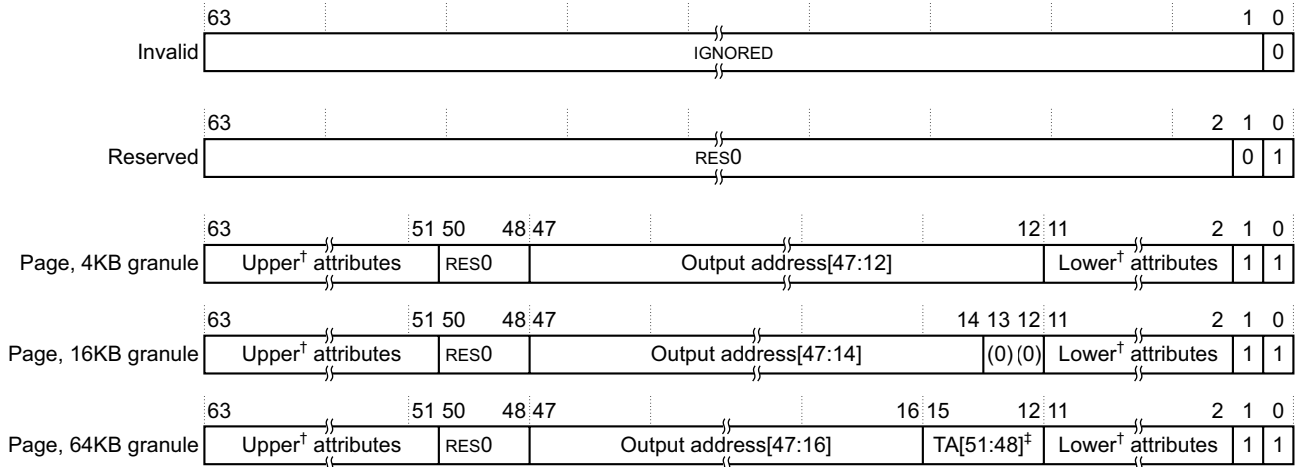 63 1 0
Invalid IGNORED 0
63 2 1 0
Reserved RES0 0 1
63 51 50 48 47 12 11 2 1 0
Page, 4KB granule Upper† attributes RES0 Output address[47:12] Lower† attributes 1 1
63 51 50 48 47 14 13 12 11 2 1 0
Page, 16KB granule Upper† attributes RES0 Output address[47:14] (0) (0) Lower† attributes 1 1
63 51 50 48 47 16 15 12 11 2 1 0
Page, 64KB granule Upper† attributes RES0 Output address[47:16] TA[51:48]‡ Lower† attributes 1 1